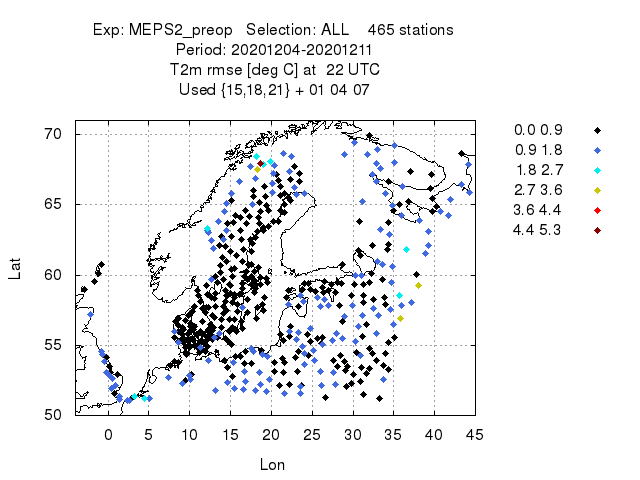 Exp: MEPS2_preop   Selection: ALL    465 stations
Period: 20201204-20201211
T2m rmse [deg C] at  22 UTC
Used {15,18,21} + 01 04 07
70
65
60
55
50
0 5 10 15 20 25 30 35 40 45
Lat
Lon
0.0 0.9
0.9 1.8
1.8 2.7
2.7 3.6
3.6 4.4
4.4 5.3